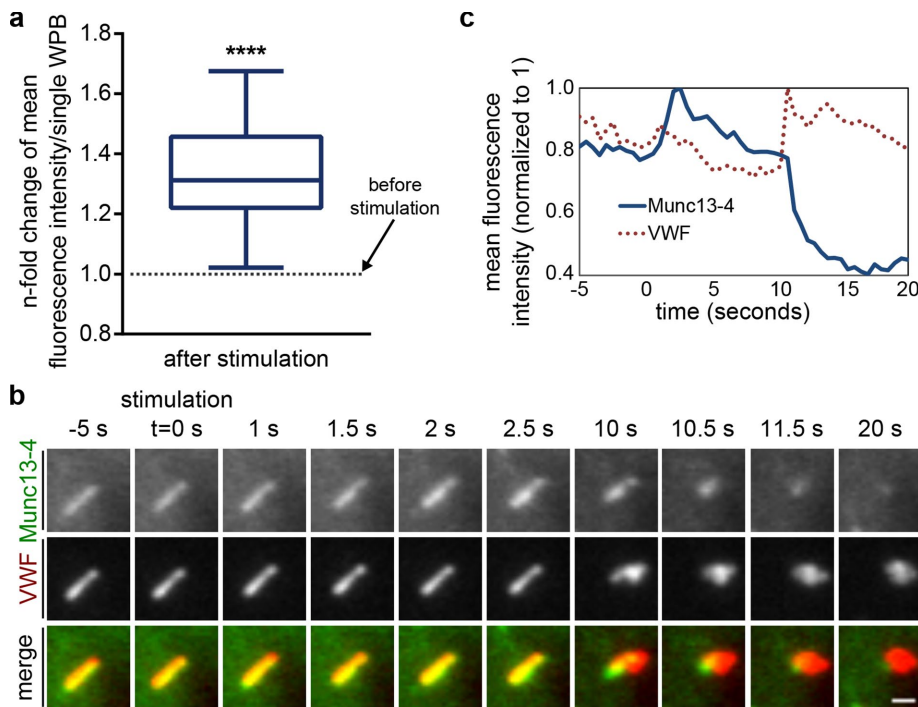 a
n-fold change of mean
fluorescence intensity/single WPB
1.8
1.6
1.4
1.2
1.0
0.8
****
before
stimulation
after stimulation
c
mean fluorescence
intensity (normalized to 1)
1.0
0.8
0.6
0.4
Munc13-4
VWF
-5 0 5 10 15 20
time (seconds)
b
stimulation
-5 s t=0 s 1 s 1.5 s 2 s 2.5 s 10 s 10.5 s 11.5 s 20 s
Munc13-4
VWF
merge